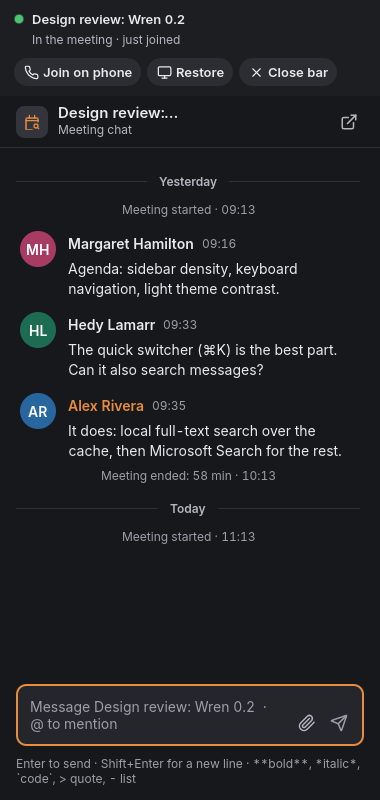 Design review: Wren 0.2
In the meeting · just joined
Join on phone
Restore
Close bar
Design review:...
Meeting chat
Yesterday
Meeting started · 09:13
MH
Margaret Hamilton 09:16
Agenda: sidebar density, keyboard
navigation, light theme contrast.
HL
Hedy Lamarr 09:33
The quick switcher (⌘K) is the best part.
Can it also search messages?
AR
Alex Rivera 09:35
It does: local full-text search over the
cache, then Microsoft Search for the rest.
Meeting ended: 58 min · 10:13
Today
Meeting started · 11:13
Message Design review: Wren 0.2 ·
@ to mention
Enter to send · Shift+Enter for a new line · **bold**, *italic*,
`code`, > quote, - list